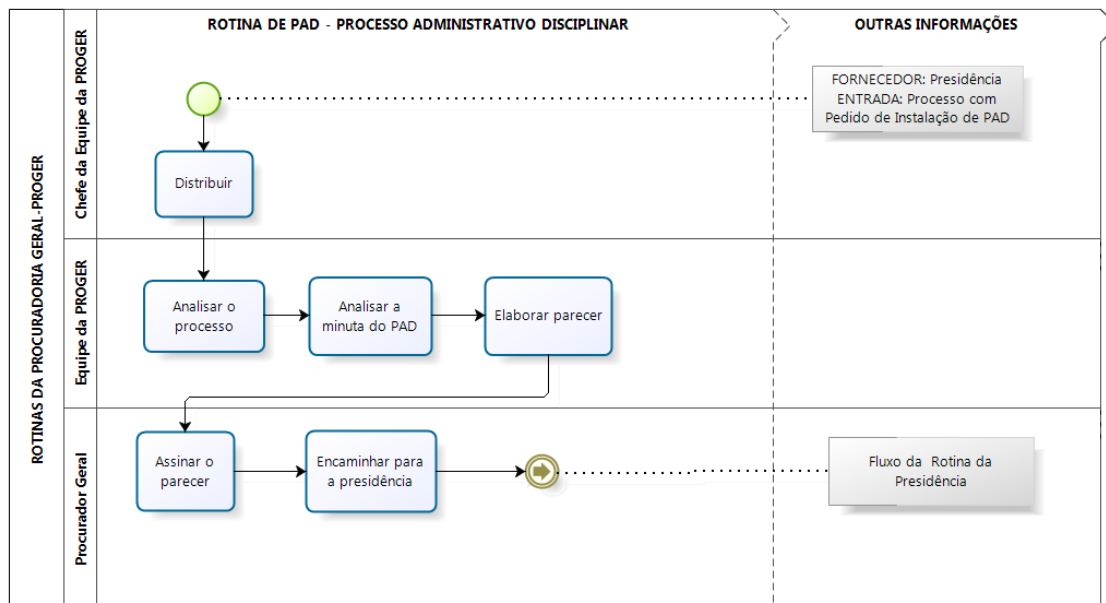 ROTINA DE PAD - PROCESSO ADMINISTRATIVO DISCIPLINAR
OUTRAS INFORMAÇÕES
ROTINAS DA PROCURADORIA GERAL-PROGER
Chefe da Equipe da PROGER
FORNECEDOR: Presidência
ENTRADA: Processo com
Pedido de Instalação de PAD
Distribuir
Equipe da PROGER
Analisar o
processo
Analisar a
minuta do PAD
Elaborar parecer
Procurador Geral
Assinar o
parecer
Encaminhar para
a presidência
Fluxo da Rotina da
Presidência